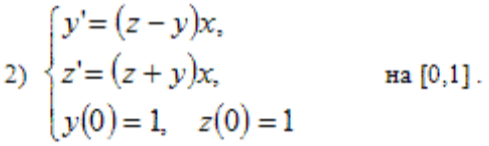 y'= (z − y)x,
2) z'= (z + y)x, на [0,1] .
y(0) = 1, z(0) = 1